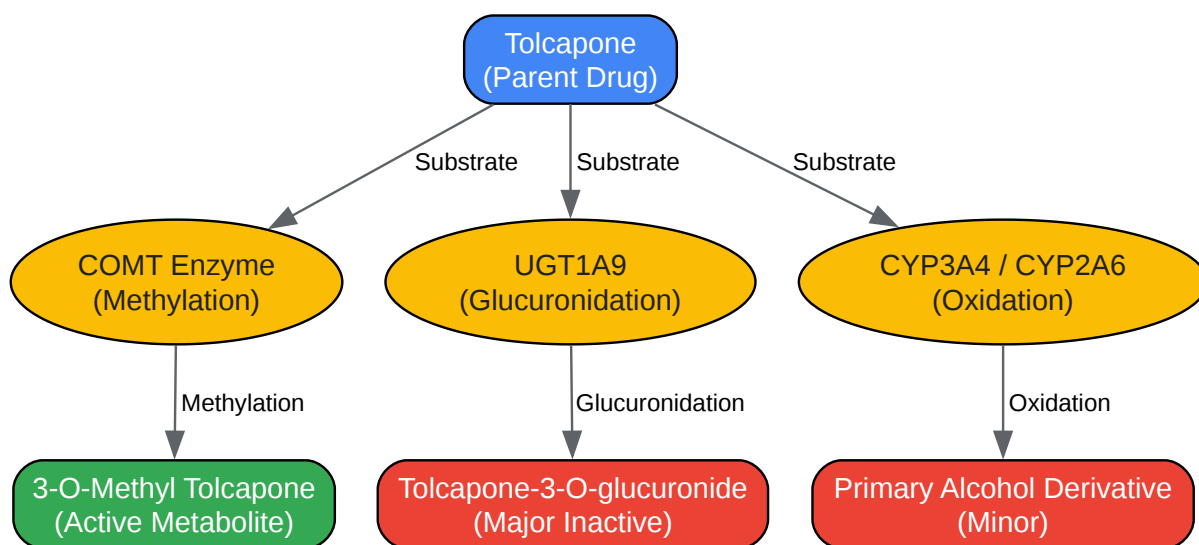 Tolcapone
(Parent Drug)
Substrate
Substrate
Substrate
COMT Enzyme
(Methylation)
UGT1A9
(Glucuronidation)
CYP3A4 / CYP2A6
(Oxidation)
Methylation
Glucuronidation
Oxidation
3-O-Methyl Tolcapone
(Active Metabolite)
Tolcapone-3-O-glucuronide
(Major Inactive)
Primary Alcohol Derivative
(Minor)